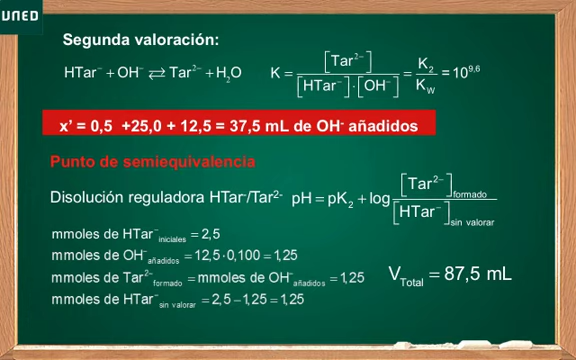 UNED
Segunda valoración:
HTar⁻ + OH⁻ ⇄ Tar²⁻ + H₂O K = [Tar²⁻] / [HTar⁻]·[OH⁻] = K₂ / K_W = 10^9,6
x’ = 0,5 +25,0 + 12,5 = 37,5 mL de OH⁻ añadidos
Punto de semiequivalencia
Disolución reguladora HTar⁻/Tar²⁻ pH = pK₂ + log [Tar²⁻]formado / [HTar⁻]sin valorar
mmoles de HTar⁻iniciales = 2,5
mmoles de OH⁻añadidos = 12,5·0,100 = 1,25
mmoles de Tar²⁻formado = mmoles de OH⁻añadidos = 1,25
mmoles de HTar⁻sin valorar = 2,5 − 1,25 = 1,25
V_Total = 87,5 mL